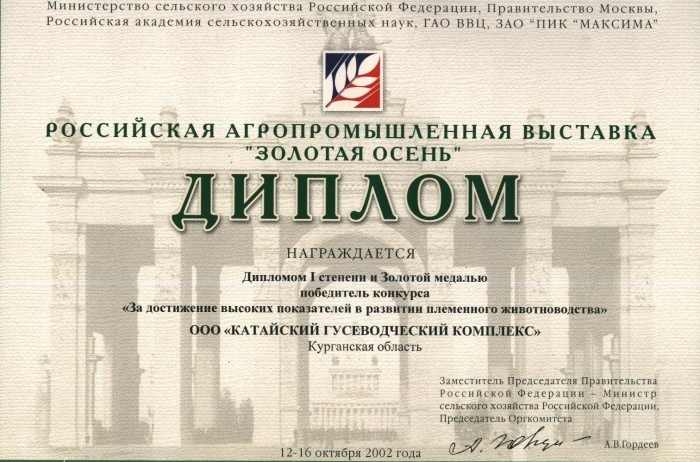 Министерство сельского хозяйства Российской Федерации, Правительство Москвы,
Российская академия сельскохозяйственных наук, ГАО ВВЦ, ЗАО "ПИК "МАКСИМА"
РОССИЙСКАЯ АГРОПРОМЫШЛЕННАЯ ВЫСТАВКА
"ЗОЛОТАЯ ОСЕНЬ"
ДИПЛОМ
НАГРАЖДАЕТСЯ
Дипломом I степени и Золотой медалью
победитель конкурса
«За достижение высоких показателей в развитии племенного животноводства»
ООО «КАТАЙСКИЙ ГУСЕВОДЧЕСКИЙ КОМПЛЕКС»
Курганская область
Заместитель Председателя Правительства
Российской Федерации – Министр
сельского хозяйства Российской Федерации,
Председатель Оргкомитета
А.В.Гордеев
12-16 октября 2002 года